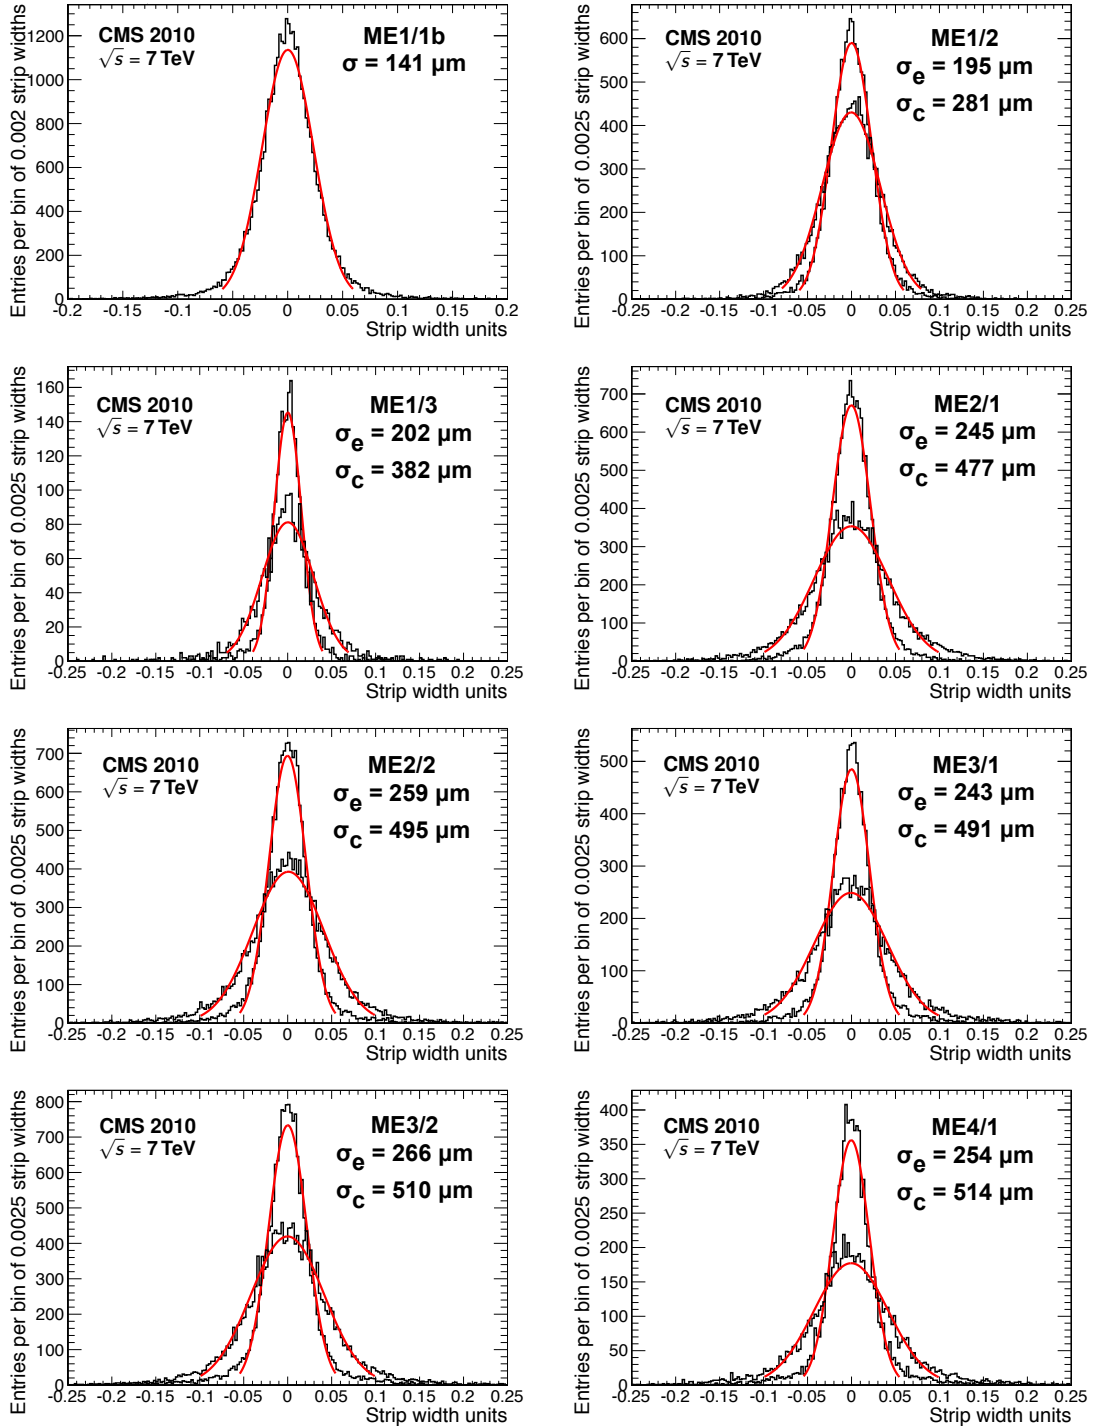 CMS 2010
√s = 7 TeV
ME1/1b
σ = 141 μm
Entries per bin of 0.002 strip widths
1200
1000
800
600
400
200
0
-0.2 -0.15 -0.1 -0.05 0 0.05 0.1 0.15 0.2
Strip width units
CMS 2010
√s = 7 TeV
ME1/2
σe = 195 μm
σc = 281 μm
Entries per bin of 0.0025 strip widths
600
500
400
300
200
100
0
-0.25 -0.2 -0.15 -0.1 -0.05 0 0.05 0.1 0.15 0.2 0.25
Strip width units
CMS 2010
√s = 7 TeV
ME1/3
σe = 202 μm
σc = 382 μm
Entries per bin of 0.0025 strip widths
160
140
120
100
80
60
40
20
0
-0.25 -0.2 -0.15 -0.1 -0.05 0 0.05 0.1 0.15 0.2 0.25
Strip width units
CMS 2010
√s = 7 TeV
ME2/1
σe = 245 μm
σc = 477 μm
Entries per bin of 0.0025 strip widths
700
600
500
400
300
200
100
0
-0.25 -0.2 -0.15 -0.1 -0.05 0 0.05 0.1 0.15 0.2 0.25
Strip width units
CMS 2010
√s = 7 TeV
ME2/2
σe = 259 μm
σc = 495 μm
Entries per bin of 0.0025 strip widths
700
600
500
400
300
200
100
0
-0.25 -0.2 -0.15 -0.1 -0.05 0 0.05 0.1 0.15 0.2 0.25
Strip width units
CMS 2010
√s = 7 TeV
ME3/1
σe = 243 μm
σc = 491 μm
Entries per bin of 0.0025 strip widths
500
400
300
200
100
0
-0.25 -0.2 -0.15 -0.1 -0.05 0 0.05 0.1 0.15 0.2 0.25
Strip width units
CMS 2010
√s = 7 TeV
ME3/2
σe = 266 μm
σc = 510 μm
Entries per bin of 0.0025 strip widths
800
700
600
500
400
300
200
100
0
-0.25 -0.2 -0.15 -0.1 -0.05 0 0.05 0.1 0.15 0.2 0.25
Strip width units
CMS 2010
√s = 7 TeV
ME4/1
σe = 254 μm
σc = 514 μm
Entries per bin of 0.0025 strip widths
400
350
300
250
200
150
100
50
0
-0.25 -0.2 -0.15 -0.1 -0.05 0 0.05 0.1 0.15 0.2 0.25
Strip width units